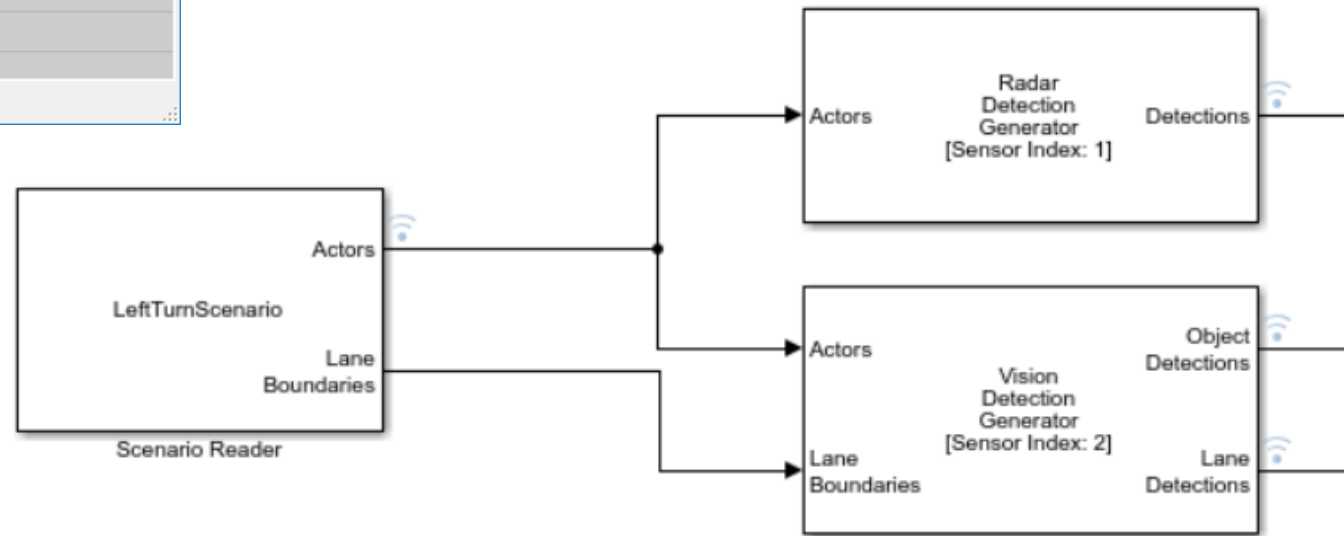 Actors
LeftTurnScenario
Lane
Boundaries
Scenario Reader
Actors
Radar
Detection
Generator
[Sensor Index: 1]
Detections
Actors
Lane
Boundaries
Vision
Detection
Generator
[Sensor Index: 2]
Object
Detections
Lane
Detections